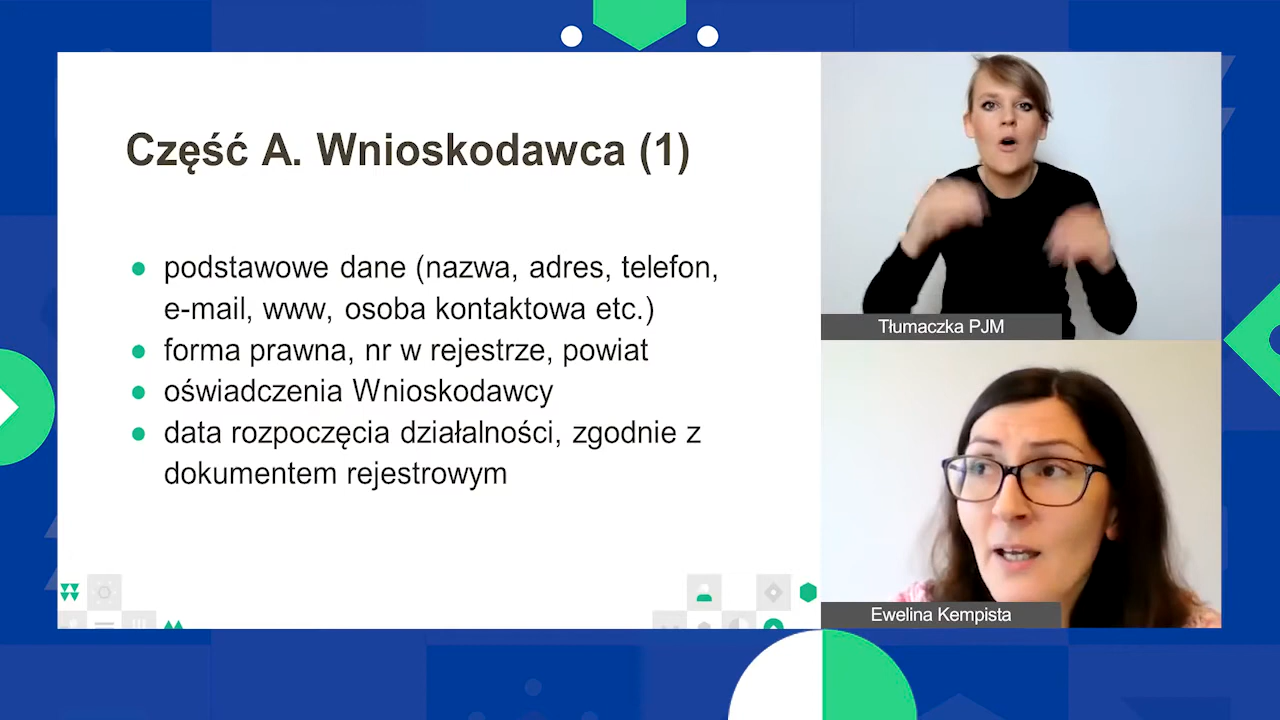 Część A. Wnioskodawca (1)
podstawowe dane (nazwa, adres, telefon,
e-mail, www, osoba kontaktowa etc.)
forma prawna, nr w rejestrze, powiat
oświadczenia Wnioskodawcy
data rozpoczęcia działalności, zgodnie z
dokumentem rejestrowym
Tłumaczka PJM
Ewelina Kempista